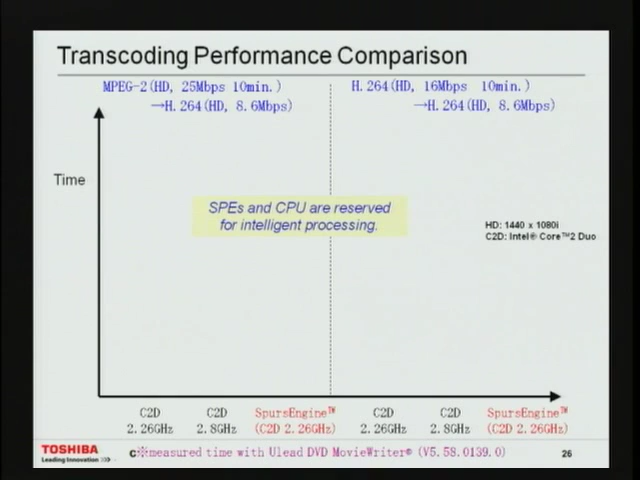 Transcoding Performance Comparison
MPEG-2(HD, 25Mbps 10min.)
→H.264(HD, 8.6Mbps)
H.264(HD, 16Mbps 10min.)
→H.264(HD, 8.6Mbps)
Time
SPEs and CPU are reserved
for intelligent processing.
HD: 1440 x 1080i
C2D: Intel® Core™2 Duo
C2D
2.26GHz
C2D
2.8GHz
SpursEngine™
(C2D 2.26GHz)
C2D
2.26GHz
C2D
2.8GHz
SpursEngine™
(C2D 2.26GHz)
TOSHIBA
Leading Innovation >>>
※measured time with Ulead DVD MovieWriter® (V5.58.0139.0)
26